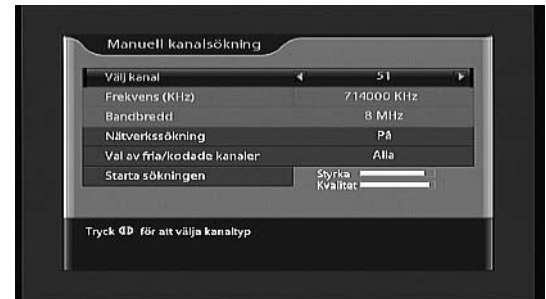 Manuell kanalsökning
Välj kanal 51
Frekvens (KHz) 714000 KHz
Bandbredd 8 MHz
Nätverkssökning På
Val av fria/kodade kanaler Alla
Starta sökningen Styrka
Kvalitet
Tryck ◁▷ för att välja kanaltyp